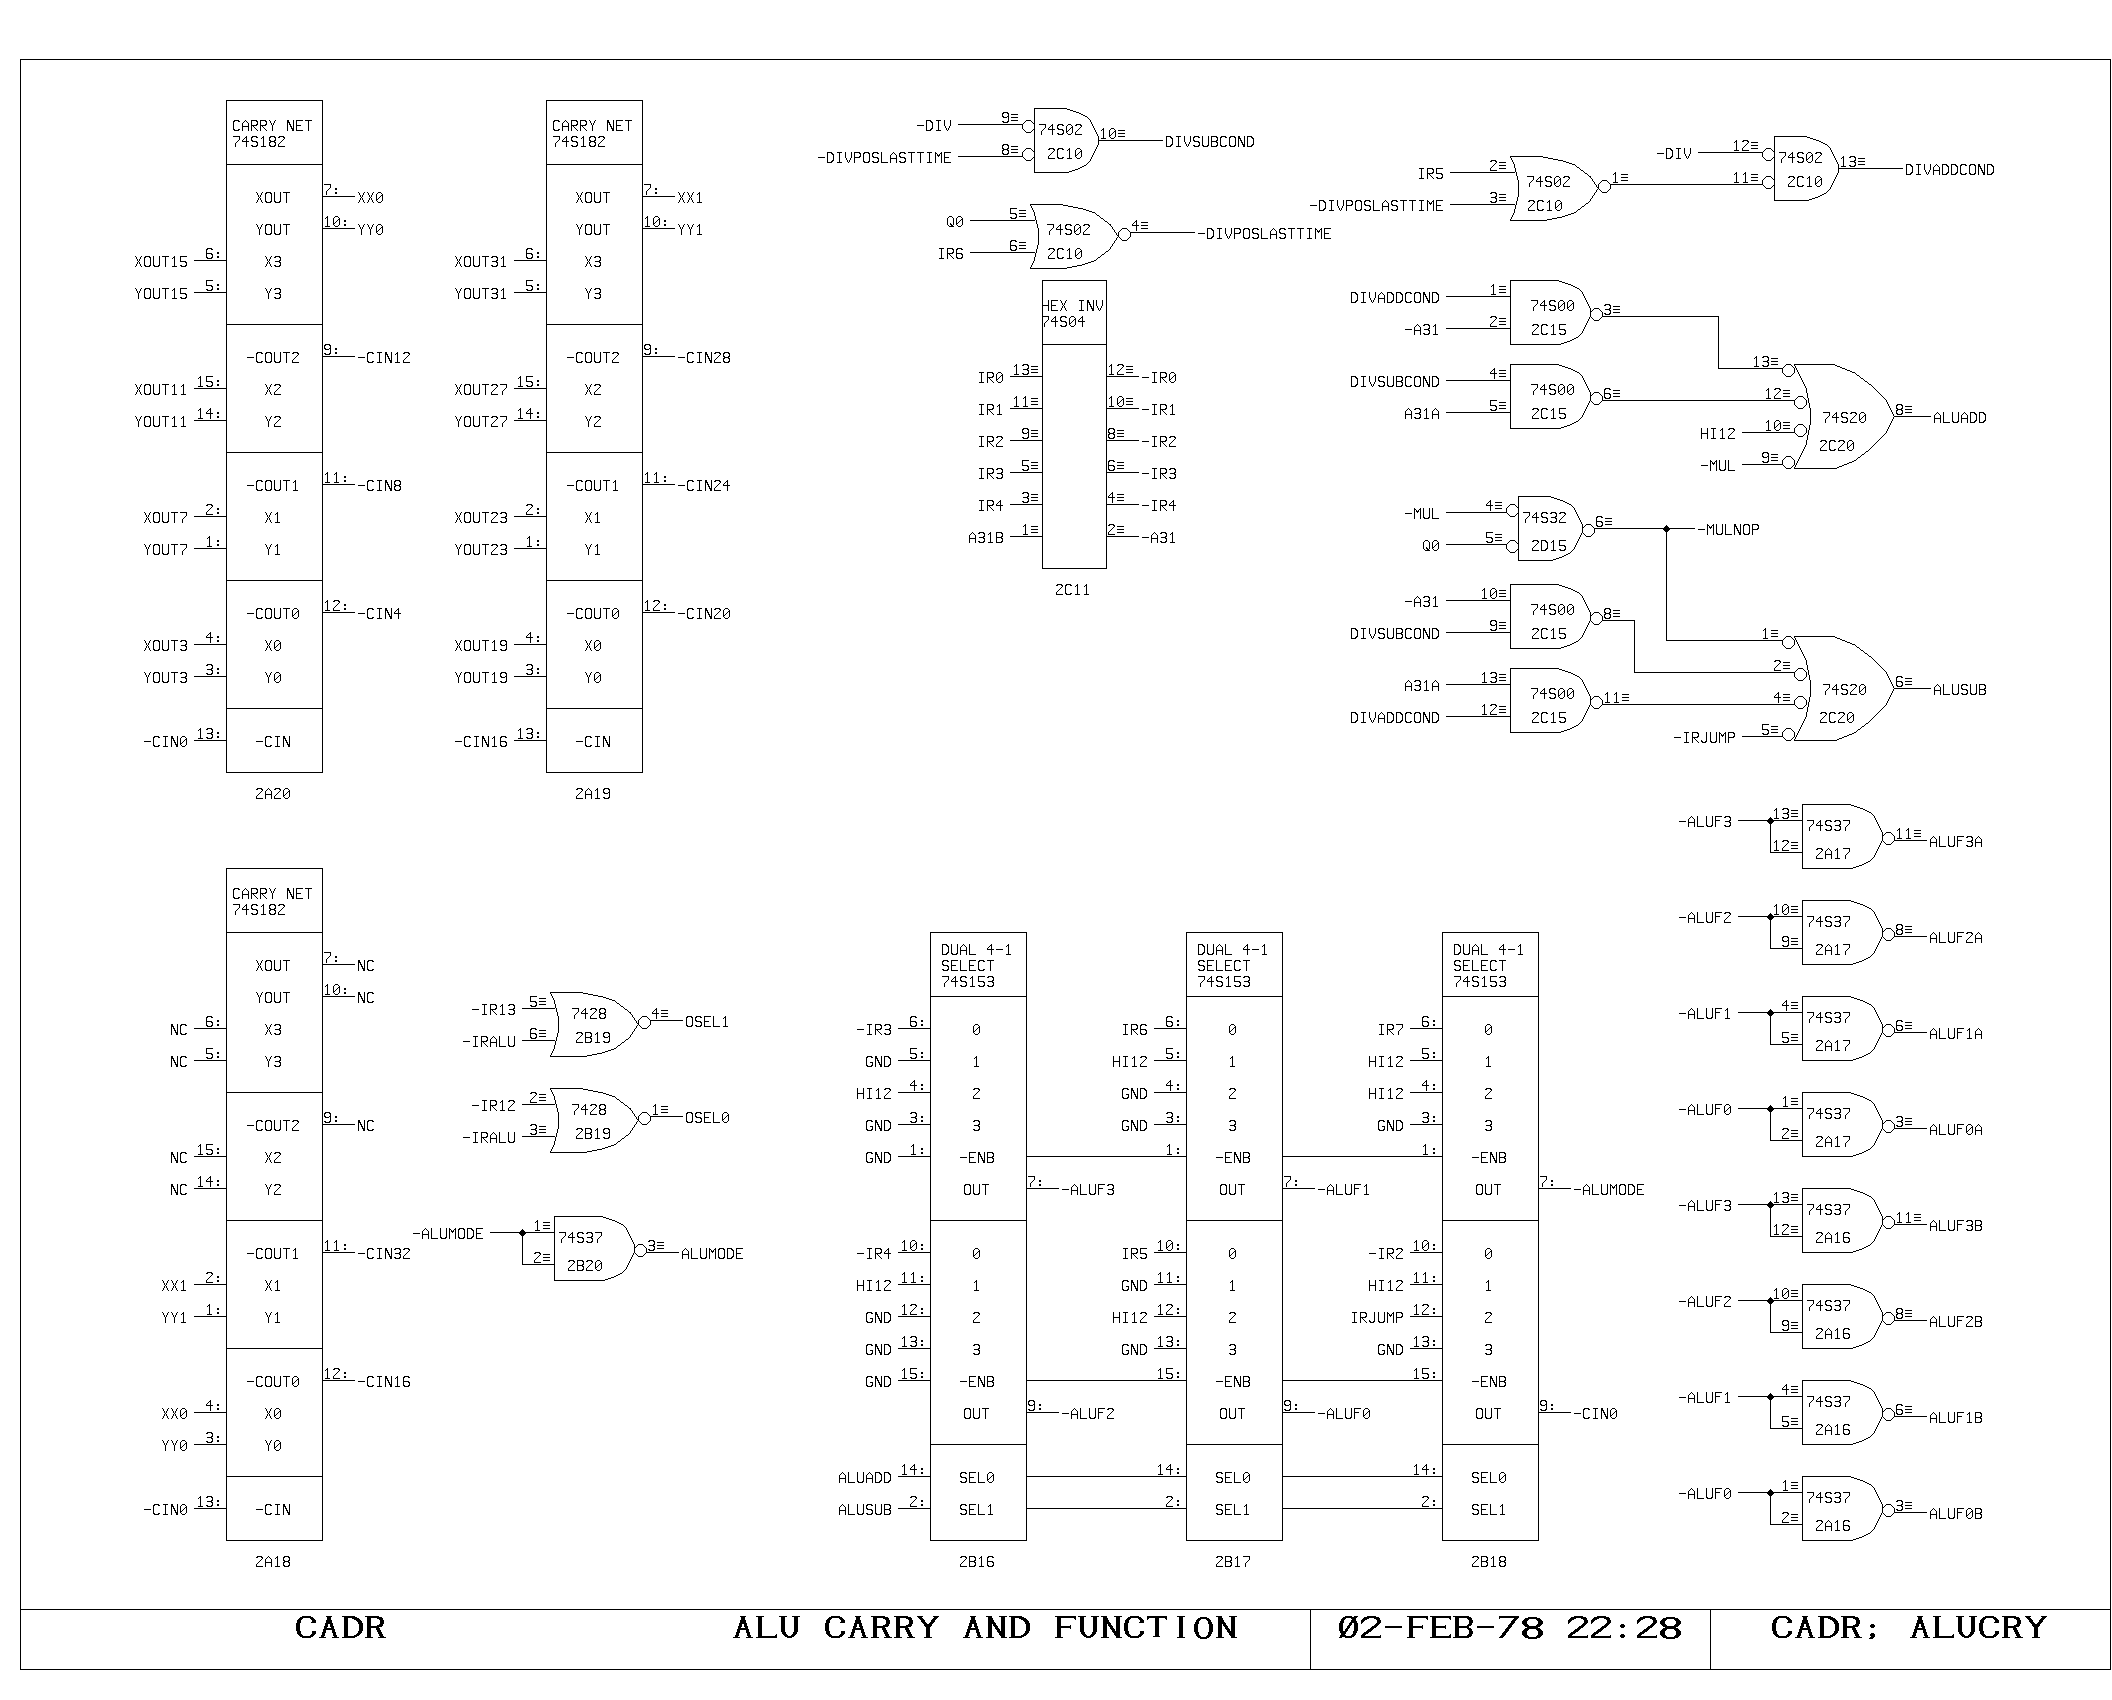 CARRY NET
74S182
XOUT 7: XX0
YOUT 10: YY0
XOUT15 6: X3
YOUT15 5: Y3
-COUT2 9: -CIN12
XOUT11 15: X2
YOUT11 14: Y2
-COUT1 11: -CIN8
XOUT7 2: X1
YOUT7 1: Y1
-COUT0 12: -CIN4
XOUT3 4: X0
YOUT3 3: Y0
-CIN0 13: -CIN
2A20
CARRY NET
74S182
XOUT 7: XX1
YOUT 10: YY1
XOUT31 6: X3
YOUT31 5: Y3
-COUT2 9: -CIN28
XOUT27 15: X2
YOUT27 14: Y2
-COUT1 11: -CIN24
XOUT23 2: X1
YOUT23 1: Y1
-COUT0 12: -CIN20
XOUT19 4: X0
YOUT19 3: Y0
-CIN16 13: -CIN
2A19
-DIV 9≡ 74S02 10≡ DIVSUBCOND
-DIVPOSLASTTIME 8≡ 2C10
Q0 5≡ 74S02 4≡ -DIVPOSLASTTIME
IR6 6≡ 2C10
HEX INV
74S04
IR0 13≡ 12≡ -IR0
IR1 11≡ 10≡ -IR1
IR2 9≡ 8≡ -IR2
IR3 5≡ 6≡ -IR3
IR4 3≡ 4≡ -IR4
A31B 1≡ 2≡ -A31
2C11
IR5 2≡ 74S02 1≡
-DIVPOSLASTTIME 3≡ 2C10
-DIV 12≡ 74S02 13≡ DIVADDCOND
11≡ 2C10
DIVADDCOND 1≡ 74S00 3≡
-A31 2≡ 2C15
DIVSUBCOND 4≡ 74S00 6≡
A31A 5≡ 2C15
13≡
12≡ 74S20 8≡ ALUADD
HI12 10≡ 2C20
-MUL 9≡
-MUL 4≡ 74S32 6≡ -MULNOP
Q0 5≡ 2D15
-A31 10≡ 74S00 8≡
DIVSUBCOND 9≡ 2C15
A31A 13≡ 74S00 11≡
DIVADDCOND 12≡ 2C15
1≡
2≡ 74S20 6≡ ALUSUB
4≡ 2C20
-IRJUMP 5≡
-ALUF3 13≡ 74S37 11≡ ALUF3A
12≡ 2A17
-ALUF2 10≡ 74S37 8≡ ALUF2A
9≡ 2A17
-ALUF1 4≡ 74S37 6≡ ALUF1A
5≡ 2A17
-ALUF0 1≡ 74S37 3≡ ALUF0A
2≡ 2A17
-ALUF3 13≡ 74S37 11≡ ALUF3B
12≡ 2A16
-ALUF2 10≡ 74S37 8≡ ALUF2B
9≡ 2A16
-ALUF1 4≡ 74S37 6≡ ALUF1B
5≡ 2A16
-ALUF0 1≡ 74S37 3≡ ALUF0B
2≡ 2A16
CARRY NET
74S182
XOUT 7: NC
YOUT 10: NC
NC 6: X3
NC 5: Y3
-COUT2 9: NC
NC 15: X2
NC 14: Y2
-COUT1 11: -CIN32
XX1 2: X1
YY1 1: Y1
-COUT0 12: -CIN16
XX0 4: X0
YY0 3: Y0
-CIN0 13: -CIN
2A18
-IR13 5≡ 7428 4≡ OSEL1
-IRALU 6≡ 2B19
-IR12 2≡ 7428 1≡ OSEL0
-IRALU 3≡ 2B19
-ALUMODE 1≡ 74S37 3≡ ALUMODE
2≡ 2B20
DUAL 4-1
SELECT
74S153
-IR3 6: 0
GND 5: 1
HI12 4: 2
GND 3: 3
GND 1: -ENB
OUT 7: -ALUF3
-IR4 10: 0
HI12 11: 1
GND 12: 2
GND 13: 3
GND 15: -ENB
OUT 9: -ALUF2
ALUADD 14: SEL0
ALUSUB 2: SEL1
2B16
DUAL 4-1
SELECT
74S153
IR6 6: 0
HI12 5: 1
GND 4: 2
GND 3: 3
1: -ENB
OUT 7: -ALUF1
IR5 10: 0
GND 11: 1
HI12 12: 2
GND 13: 3
15: -ENB
OUT 9: -ALUF0
14: SEL0
2: SEL1
2B17
DUAL 4-1
SELECT
74S153
IR7 6: 0
HI12 5: 1
HI12 4: 2
GND 3: 3
1: -ENB
OUT 7: -ALUMODE
-IR2 10: 0
HI12 11: 1
IRJUMP 12: 2
GND 13: 3
15: -ENB
OUT 9: -CIN0
14: SEL0
2: SEL1
2B18
CADR ALU CARRY AND FUNCTION
Ø2-FEB-78 22:28
CADR; ALUCRY